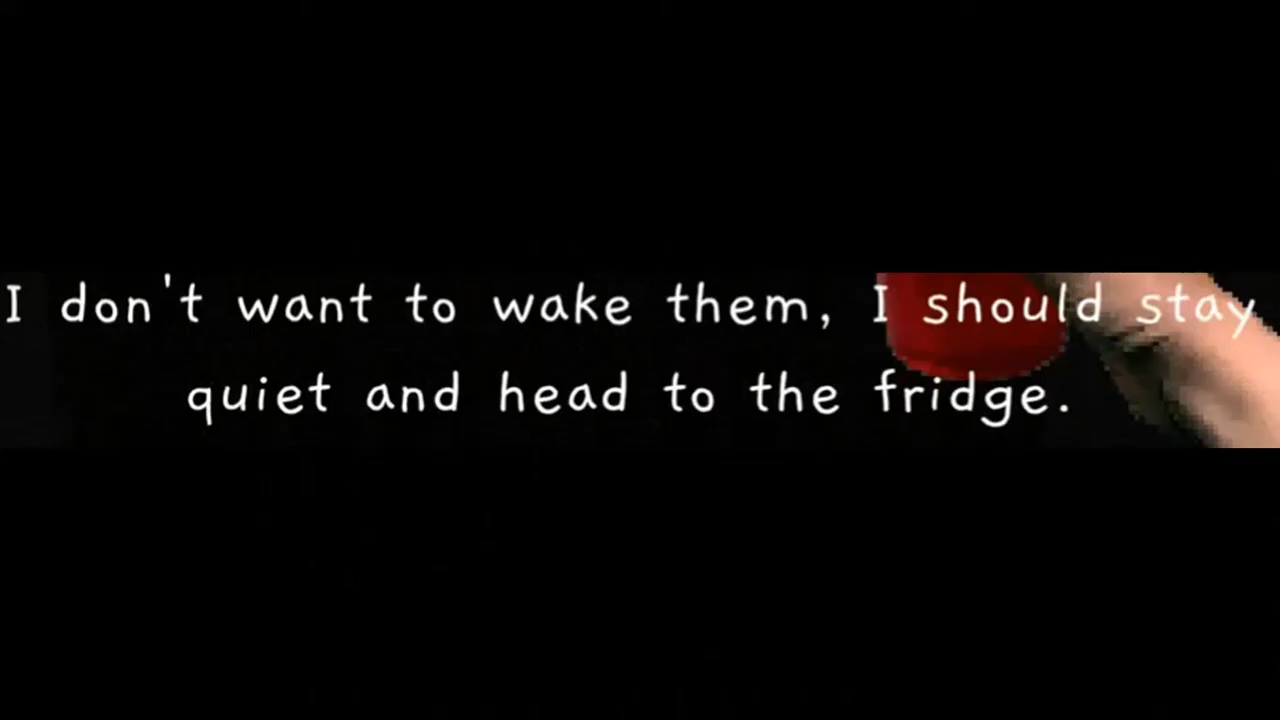 I don't want to wake them, I should stay
quiet and head to the fridge.